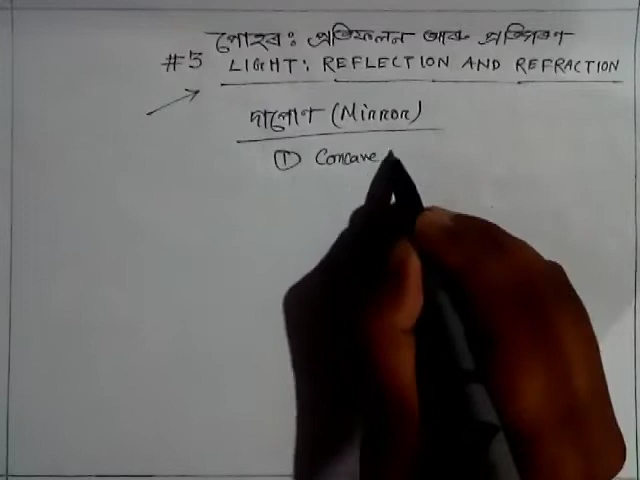 পোহৰ: প্ৰতিফলন আৰু প্ৰতিসৰণ
#5 LIGHT: REFLECTION AND REFRACTION
দাপোণ (Mirror)
① Concave